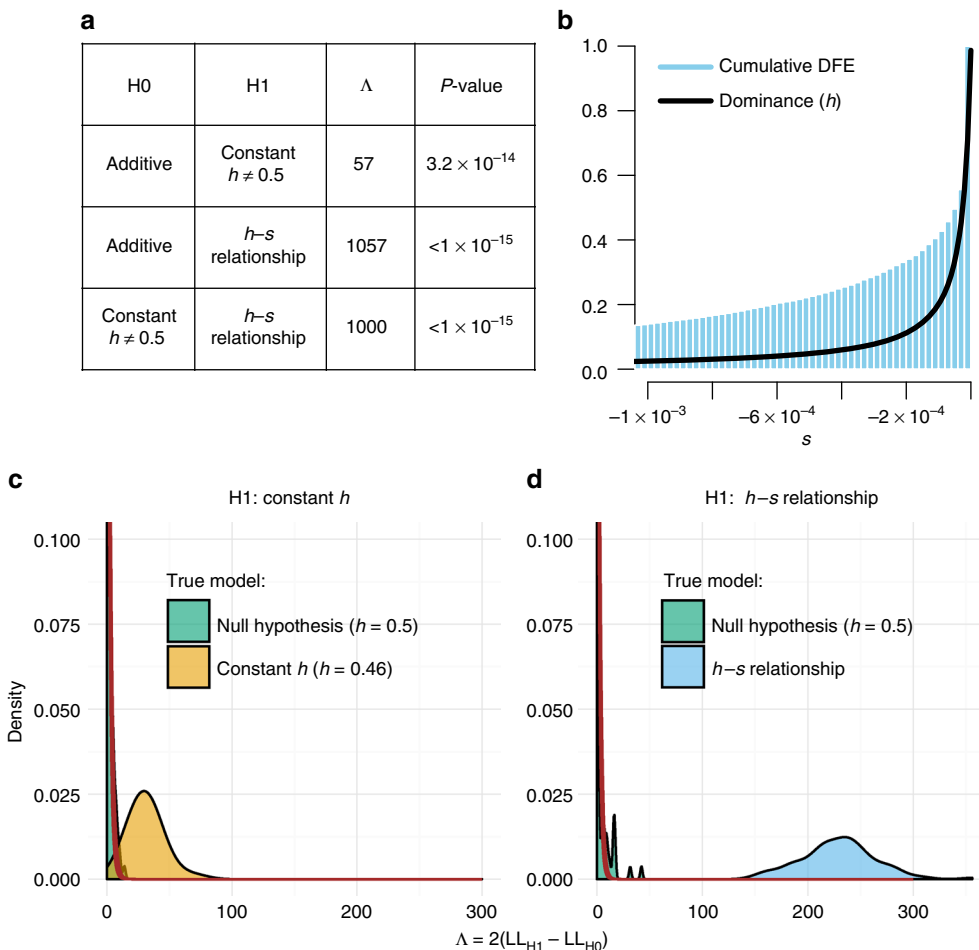 a
H0 H1 Λ P-value
Additive Constant h ≠ 0.5 57 3.2 × 10⁻¹⁴
Additive h–s relationship 1057 <1 × 10⁻¹⁵
Constant h ≠ 0.5 h–s relationship 1000 <1 × 10⁻¹⁵
b
1.0
0.8
0.6
0.4
0.2
0.0
Cumulative DFE
Dominance (h)
−1 × 10⁻³ −6 × 10⁻⁴ −2 × 10⁻⁴
s
c
H1: constant h
0.100
0.075
0.050
0.025
0.000
Density
True model:
Null hypothesis (h = 0.5)
Constant h (h = 0.46)
0 100 200 300
d
H1: h–s relationship
0.100
0.075
0.050
0.025
0.000
True model:
Null hypothesis (h = 0.5)
h–s relationship
0 100 200 300
Λ = 2(LL_H1 − LL_H0)